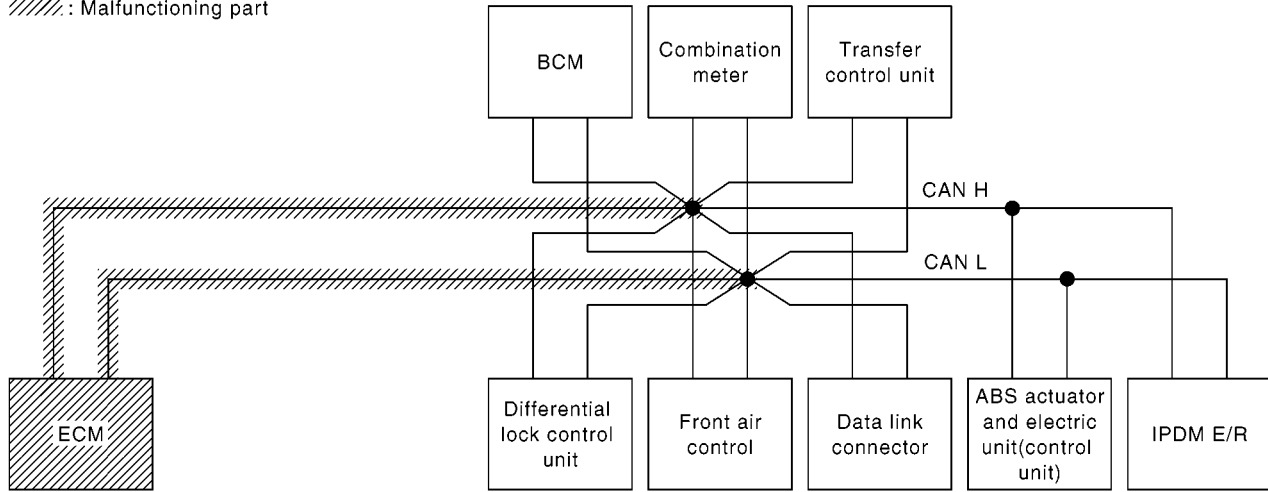 : Malfunctioning part
BCM
Combination
meter
Transfer
control unit
CAN H
CAN L
ECM
Differential
lock control
unit
Front air
control
Data link
connector
ABS actuator
and electric
unit(control
unit)
IPDM E/R